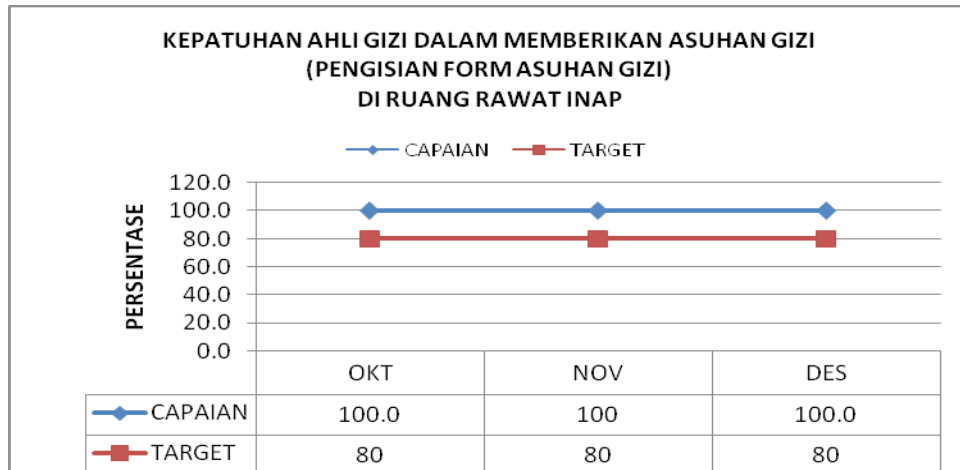 KEPATUHAN AHLI GIZI DALAM MEMBERIKAN ASUHAN GIZI
(PENGISIAN FORM ASUHAN GIZI)
DI RUANG RAWAT INAP
CAPAIAN TARGET
PERSENTASE
120.0
100.0
80.0
60.0
40.0
20.0
0.0
OKT NOV DES
CAPAIAN 100.0 100 100.0
TARGET 80 80 80